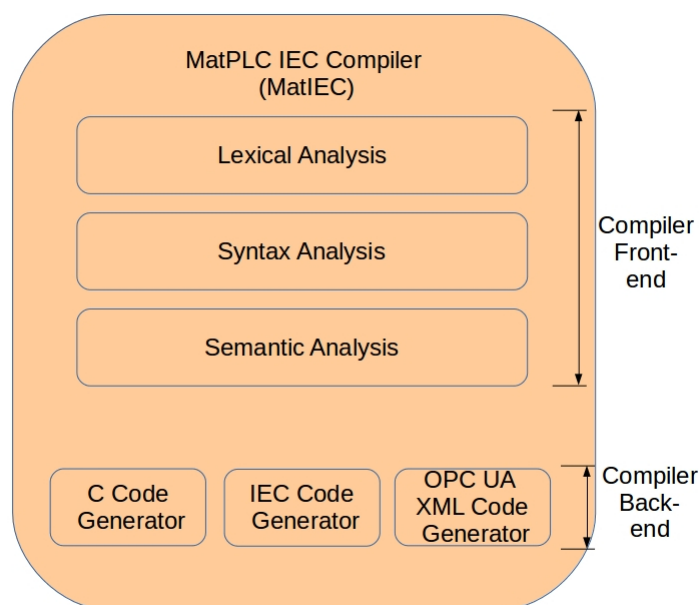 MatPLC IEC Compiler
(MatIEC)
Lexical Analysis
Syntax Analysis
Semantic Analysis
Compiler
Front-
end
C Code
Generator
IEC Code
Generator
OPC UA
XML Code
Generator
Compiler
Back-
end